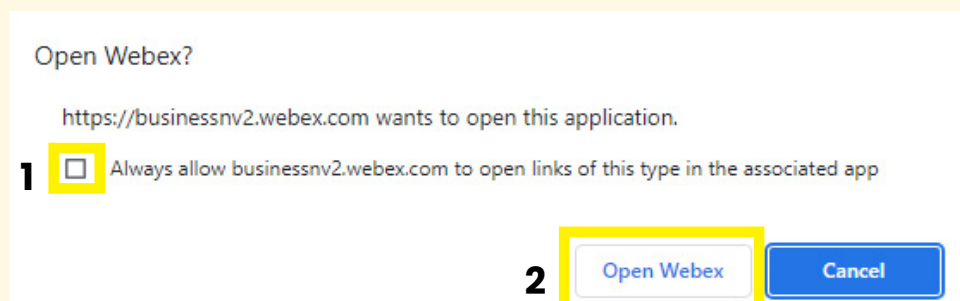 Open Webex?
https://businessnv2.webex.com wants to open this application.
1 Always allow businessnv2.webex.com to open links of this type in the associated app
2 Open Webex Cancel